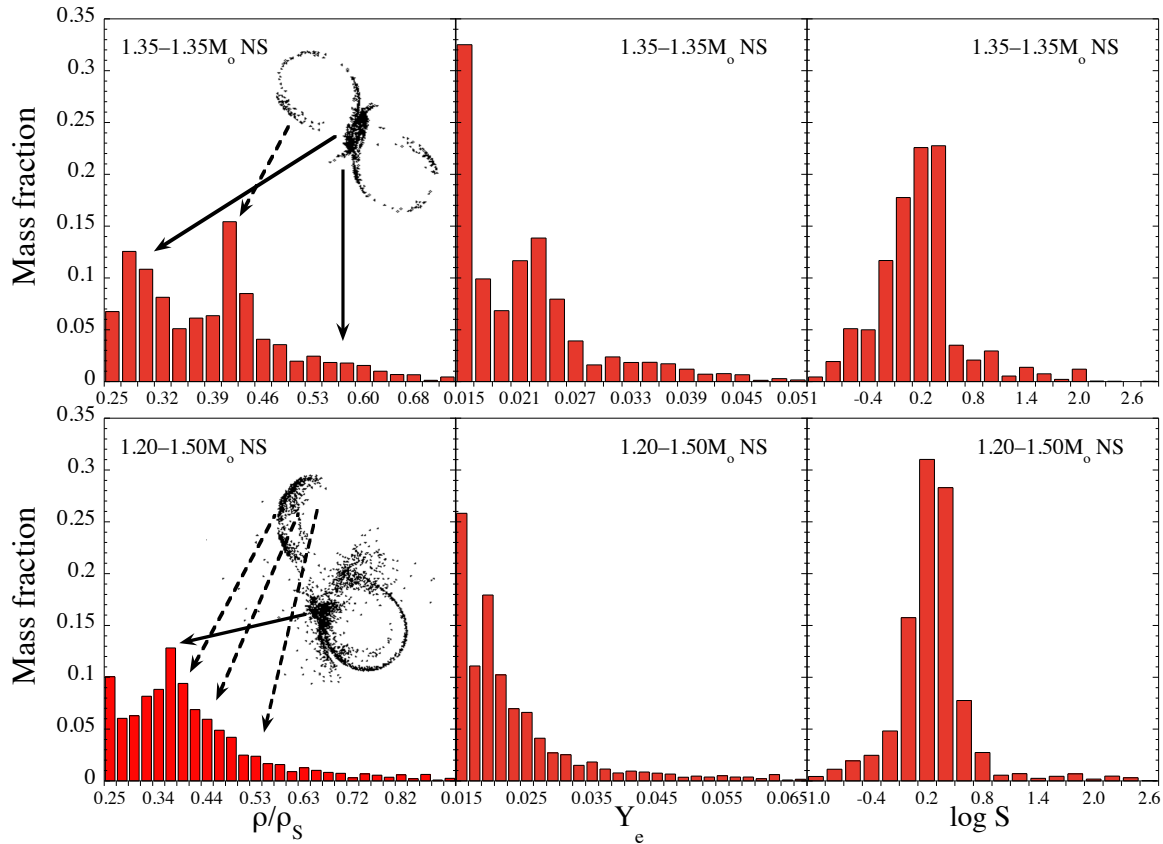 0.35
0.3
0.25
0.2
0.15
0.1
0.05
0
Mass fraction
1.35–1.35M_o NS
1.35–1.35M_o NS
1.35–1.35M_o NS
0.25 0.32 0.39 0.46 0.53 0.60 0.68
0.015 0.021 0.027 0.033 0.039 0.045 0.051
-0.4 0.2 0.8 1.4 2.0 2.6
0.35
0.3
0.25
0.2
0.15
0.1
0.05
0
Mass fraction
1.20–1.50M_o NS
1.20–1.50M_o NS
1.20–1.50M_o NS
0.25 0.34 0.44 0.53 0.63 0.72 0.82
0.015 0.025 0.035 0.045 0.055 0.065
-1.0 -0.4 0.2 0.8 1.4 2.0 2.6
ρ/ρ_S
Y_e
log S